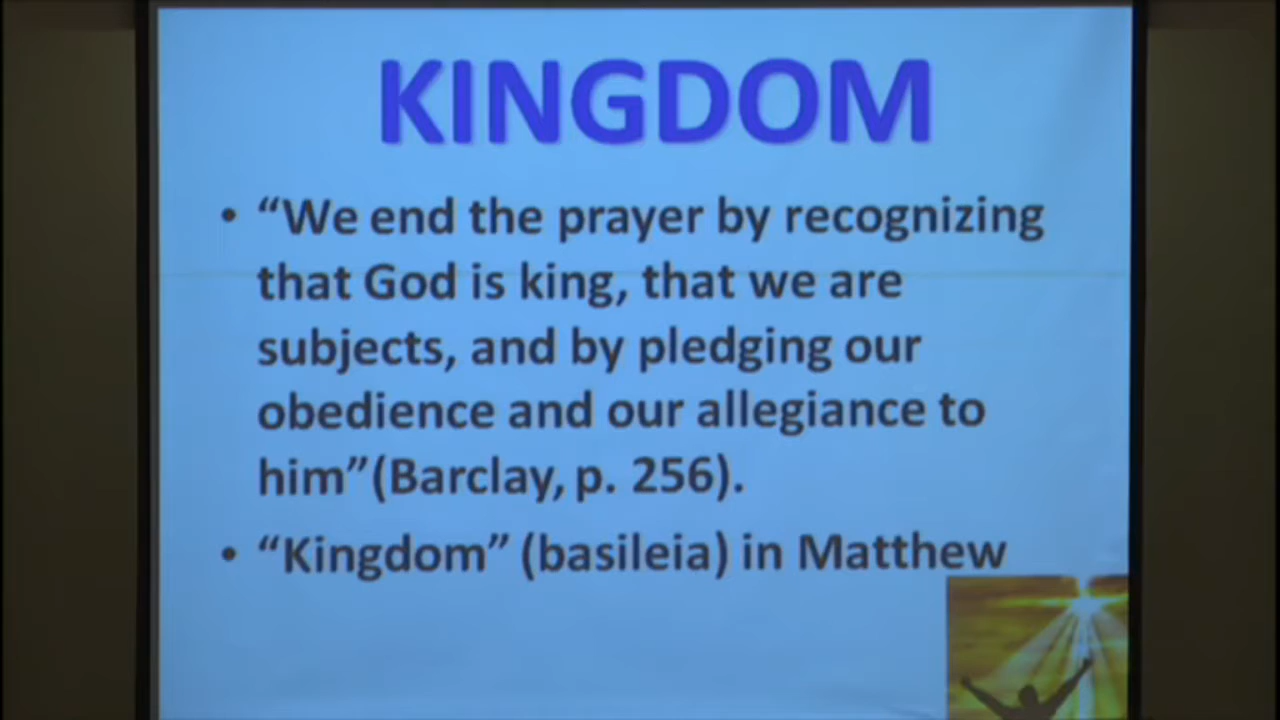 KINGDOM
• “We end the prayer by recognizing
that God is king, that we are
subjects, and by pledging our
obedience and our allegiance to
him”(Barclay, p. 256).
• “Kingdom” (basileia) in Matthew